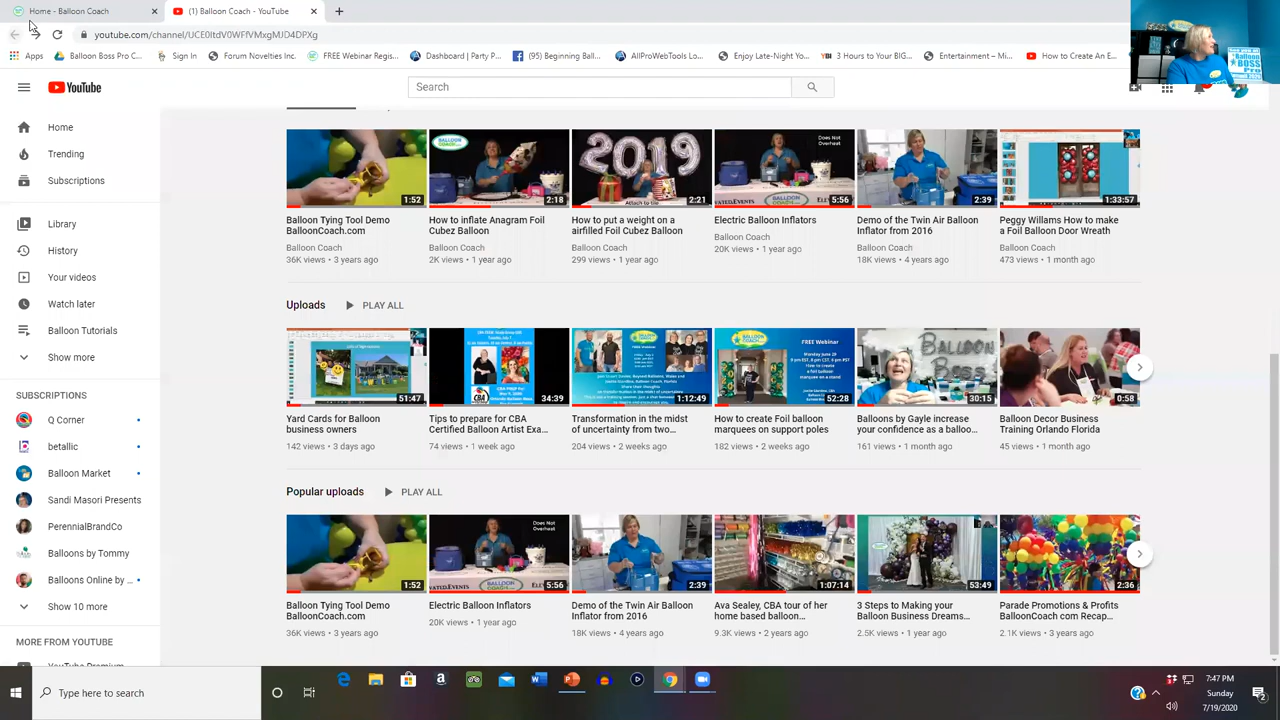 Home - Balloon Coach
(1) Balloon Coach - YouTube
youtube.com/channel/UCE0ItdV0WFfVMxgMJD4DPXg
Apps
Balloon Boss Pro C...
Sign In
Forum Novelties Inc.
FREE Webinar Regis...
Dashboard | Party P...
(95) Beginning Ball...
AllProWebTools Lo...
Enjoy Late-Night Yo...
3 Hours to Your BIG...
Entertainment – Mi...
How to Create An E...
YouTube
Search
Home
Trending
Subscriptions
Library
History
Your videos
Watch later
Balloon Tutorials
Show more
SUBSCRIPTIONS
Q Corner
betallic
Balloon Market
Sandi Masori Presents
PerennialBrandCo
Balloons by Tommy
Balloons Online by ...
Show 10 more
MORE FROM YOUTUBE
YouTube Premium
1:52
Balloon Tying Tool Demo
BalloonCoach.com
Balloon Coach
36K views • 3 years ago
2:18
How to inflate Anagram Foil
Cubez Balloon
Balloon Coach
2K views • 1 year ago
2019
Attach to tie
2:21
How to put a weight on a
airfilled Foil Cubez Balloon
Balloon Coach
299 views • 1 year ago
Does Not
Overheat
5:56
Electric Balloon Inflators
Balloon Coach
20K views • 1 year ago
2:39
Demo of the Twin Air Balloon
Inflator from 2016
Balloon Coach
18K views • 4 years ago
1:33:57
Peggy Willams How to make
a Foil Balloon Door Wreath
Balloon Coach
473 views • 1 month ago
Uploads
PLAY ALL
51:47
Yard Cards for Balloon
business owners
142 views • 3 days ago
34:39
Tips to prepare for CBA
Certified Balloon Artist Exa...
74 views • 1 week ago
1:12:49
Transformation in the midst
of uncertainty from two...
204 views • 2 weeks ago
52:28
How to create Foil balloon
marquees on support poles
182 views • 2 weeks ago
30:15
Balloons by Gayle increase
your confidence as a balloo...
161 views • 1 month ago
0:58
Balloon Decor Business
Training Orlando Florida
45 views • 1 month ago
Popular uploads
PLAY ALL
1:52
Balloon Tying Tool Demo
BalloonCoach.com
36K views • 3 years ago
Does Not
Overheat
5:56
Electric Balloon Inflators
20K views • 1 year ago
2:39
Demo of the Twin Air Balloon
Inflator from 2016
18K views • 4 years ago
1:07:14
Ava Sealey, CBA tour of her
home based balloon...
9.3K views • 2 years ago
53:49
3 Steps to Making your
Balloon Business Dreams...
2.5K views • 1 year ago
2:36
Parade Promotions & Profits
BalloonCoach com Recap...
2.1K views • 3 years ago
Type here to search
7:47 PM
Sunday
7/19/2020